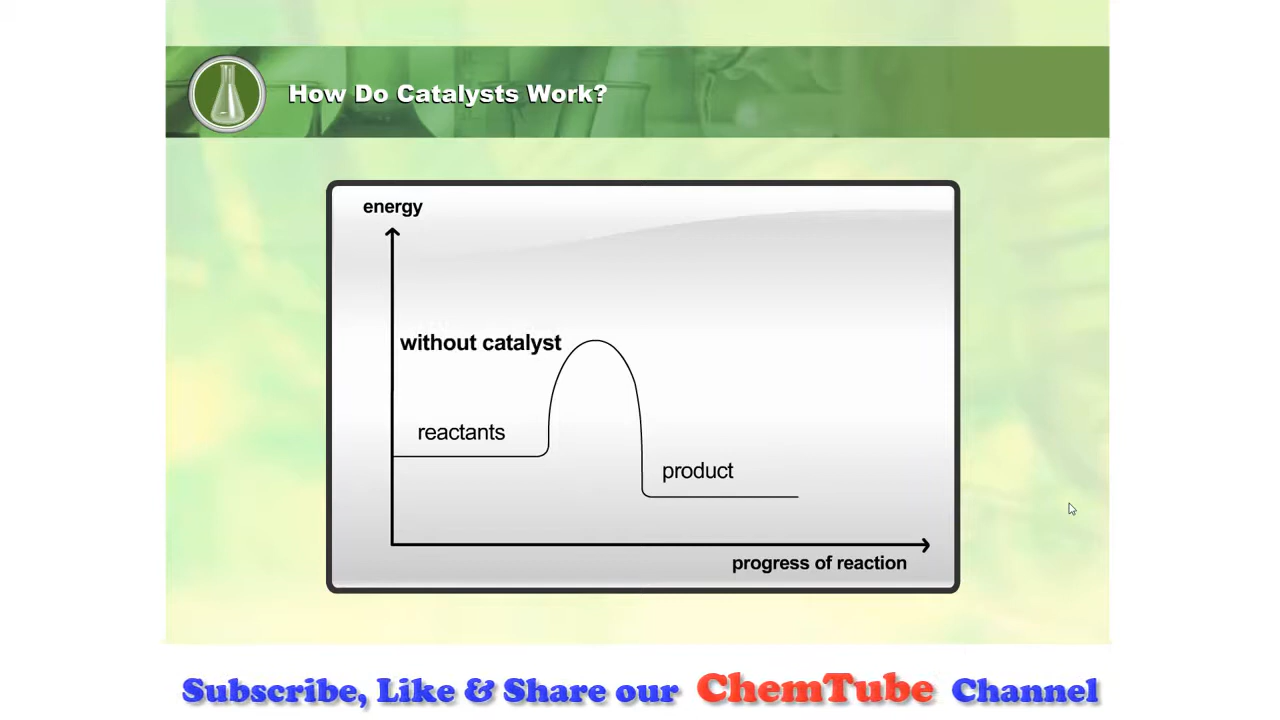 How Do Catalysts Work?
energy
without catalyst
reactants
product
progress of reaction
Subscribe, Like & Share our ChemTube Channel